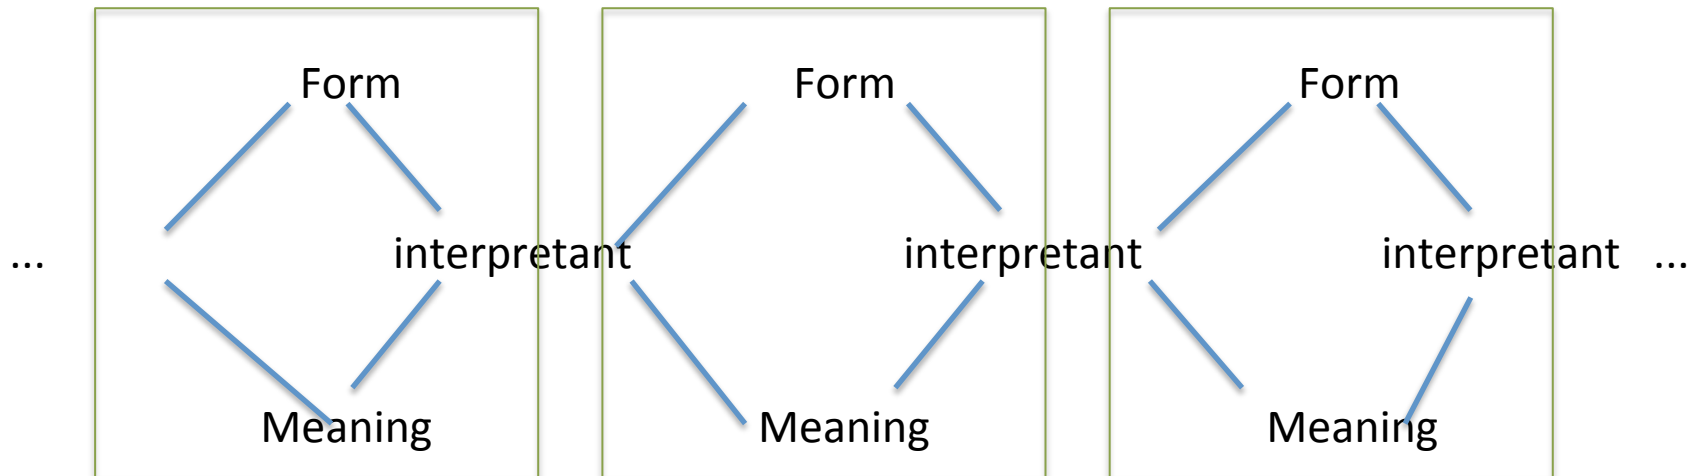 Form Form Form
... interpretant interpretant interpretant ...
Meaning Meaning Meaning